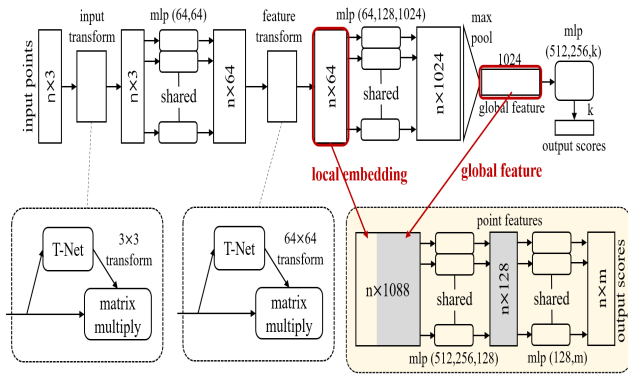 input points
n×3
input
transform
n×3
mlp (64,64)
shared
n×64
feature
transform
n×64
mlp (64,128,1024)
shared
n×1024
max
pool
1024
global feature
mlp
(512,256,k)
k
output scores
local embedding
global feature
T-Net
3×3
transform
matrix
multiply
T-Net
64×64
transform
matrix
multiply
point features
n×1088
shared
mlp (512,256,128)
n×128
shared
mlp (128,m)
n×m
output scores